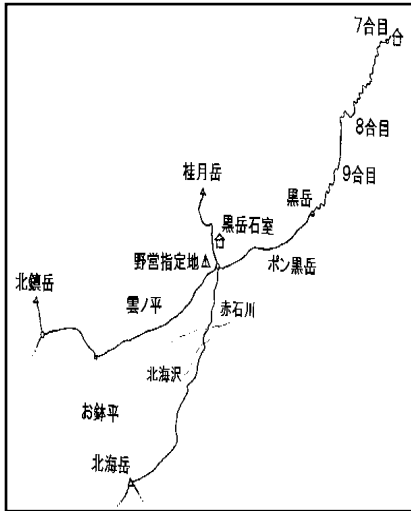 7合目
8合目
9合目
桂月岳
黒岳
黒岳石室
野営指定地
ポン黒岳
北鎮岳
雲ノ平
赤石川
北海沢
お鉢平
北海岳